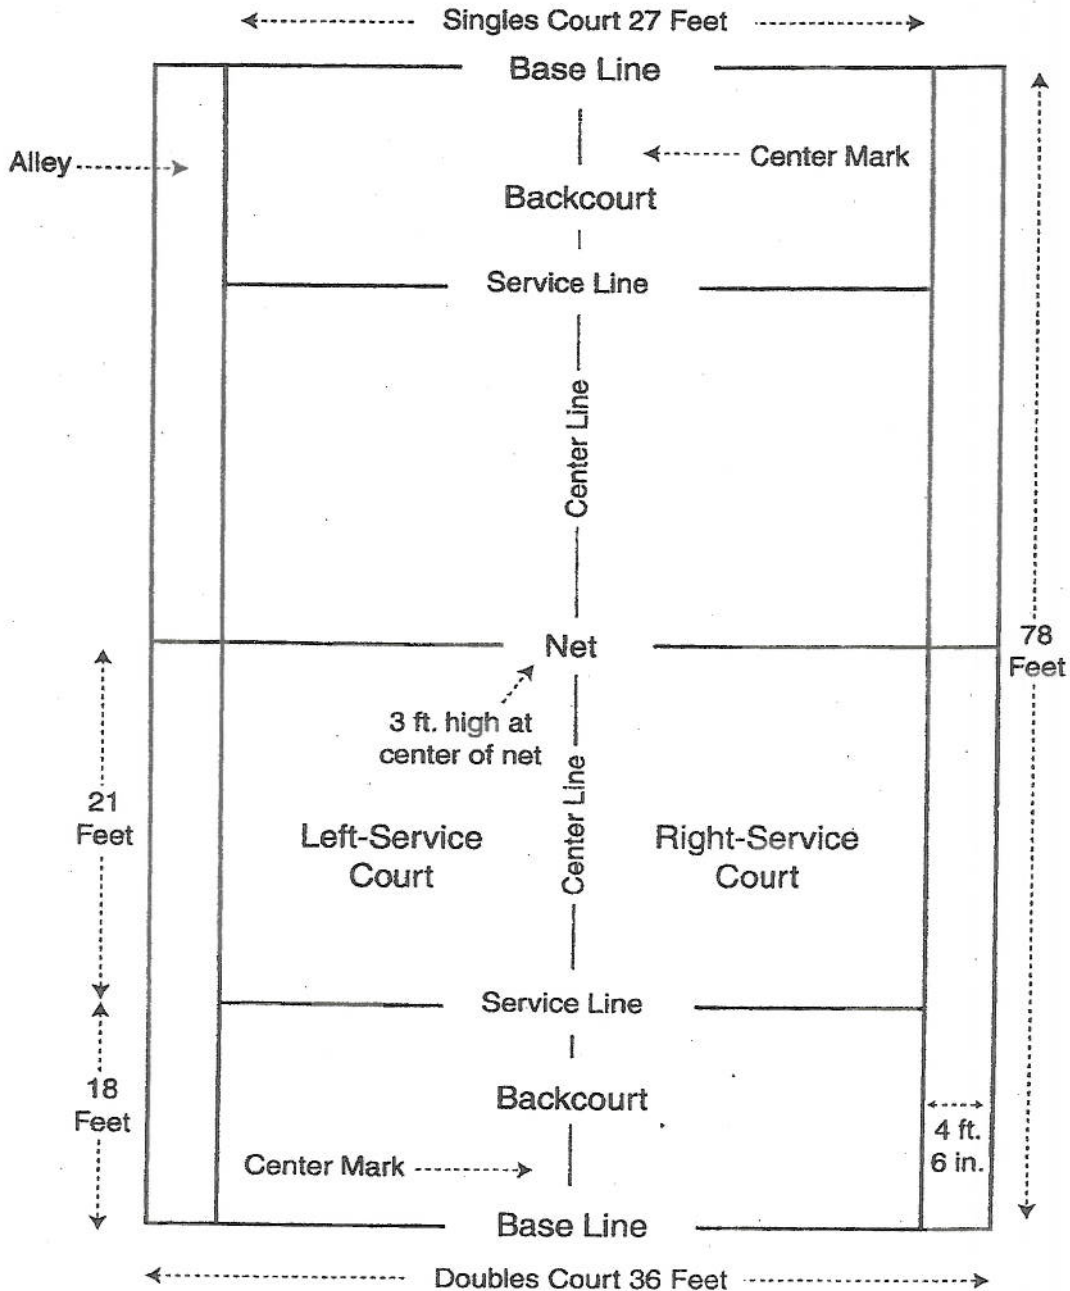 Singles Court 27 Feet
Base Line
Alley
Center Mark
Backcourt
Service Line
Center Line
Net
78
Feet
3 ft. high at
center of net
21
Feet
Center Line
Left-Service
Court
Right-Service
Court
Service Line
18
Feet
Backcourt
4 ft.
6 in.
Center Mark
Base Line
Doubles Court 36 Feet